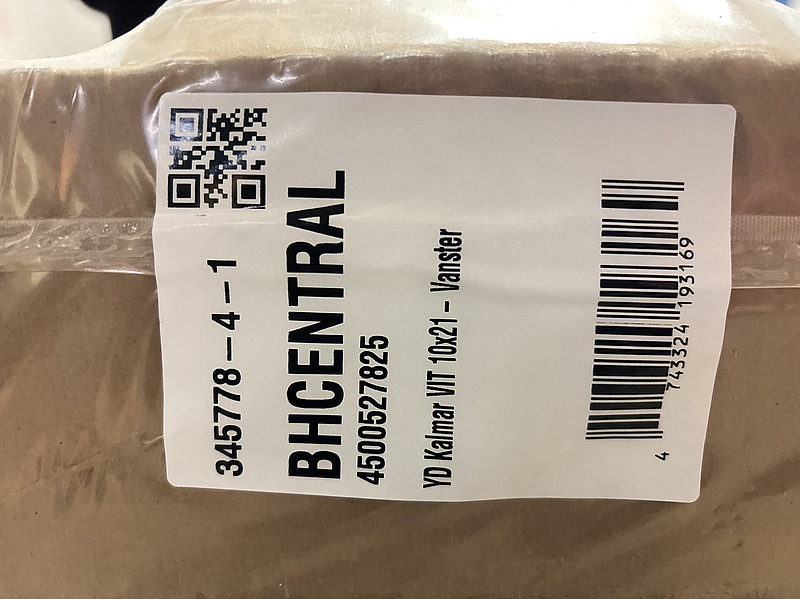 345778-4-1
BHCENTRAL
4500527825
YD Kalmar VIT 10x21 - Vanster
4 743324 193169